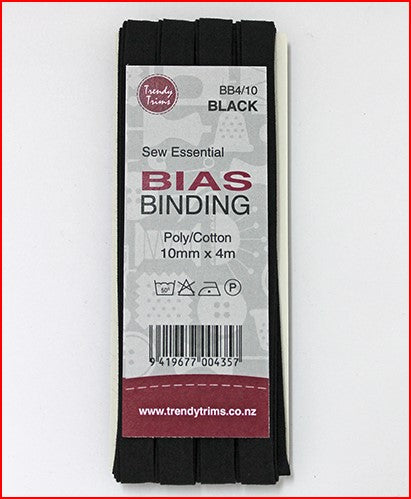 Trendy
Trims
BB4/10
BLACK
Sew Essential
BIAS
BINDING
Poly/Cotton
10mm x 4m
50°
P
9 419677 004357
www.trendytrims.co.nz